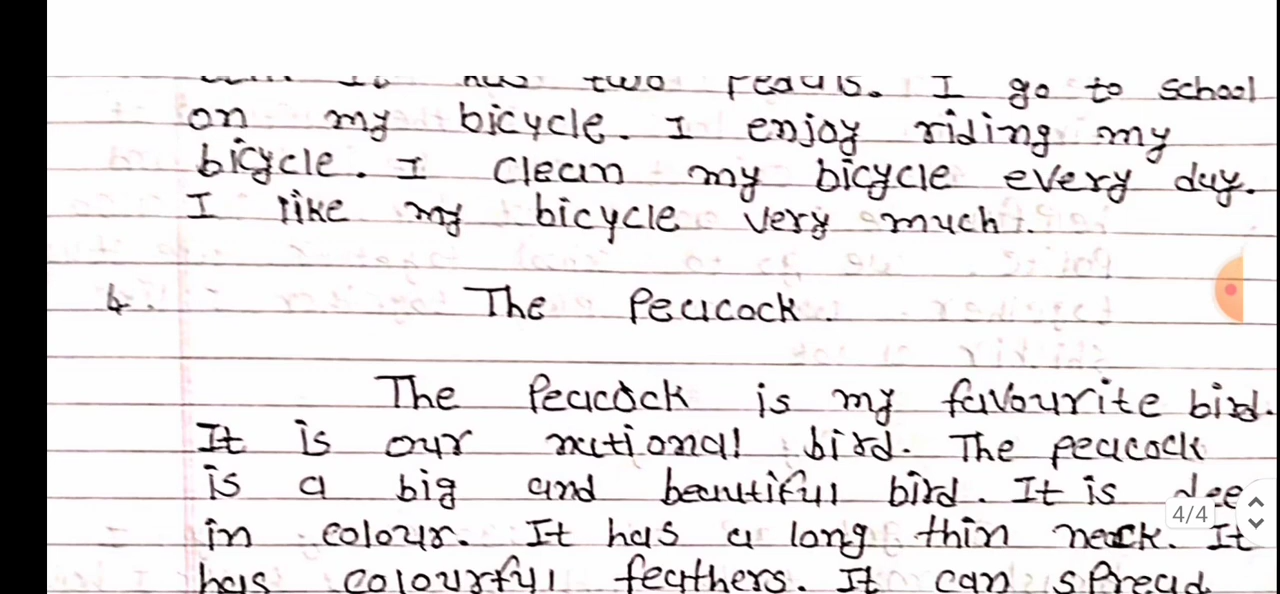 two pedals. I go to school
on my bicycle. I enjoy riding my
bicycle. I clean my bicycle every day.
I like my bicycle very much.
4. The Peacock.
The Peacock is my favourite bird.
It is our national bird. The peacock
is a big and beautiful bird. It is
4/4
in colour. It has a long thin neck. It
has colourful feathers. It can spread